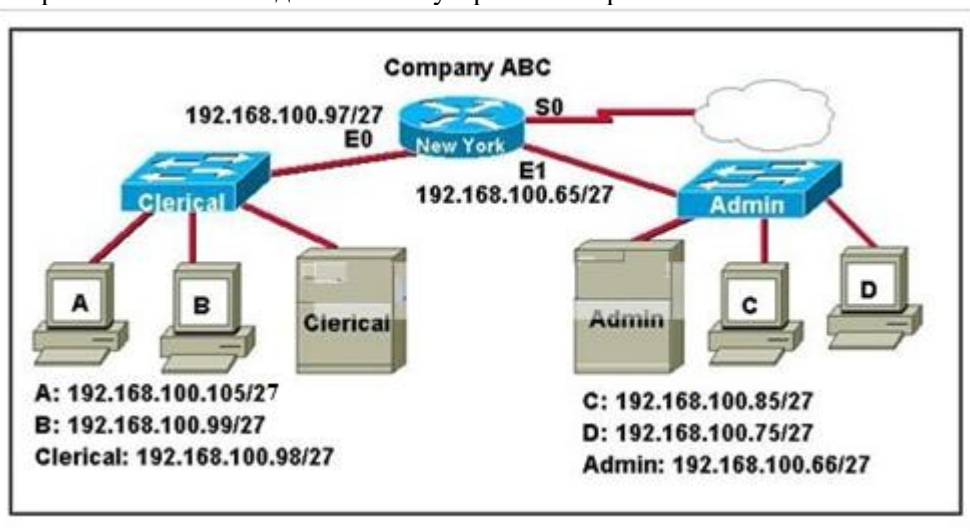 Company ABC
192.168.100.97/27
S0
E0
New York
E1
192.168.100.65/27
Clerical
Admin
A
B
Clerical
Admin
C
D
A: 192.168.100.105/27
B: 192.168.100.99/27
Clerical: 192.168.100.98/27
C: 192.168.100.85/27
D: 192.168.100.75/27
Admin: 192.168.100.66/27